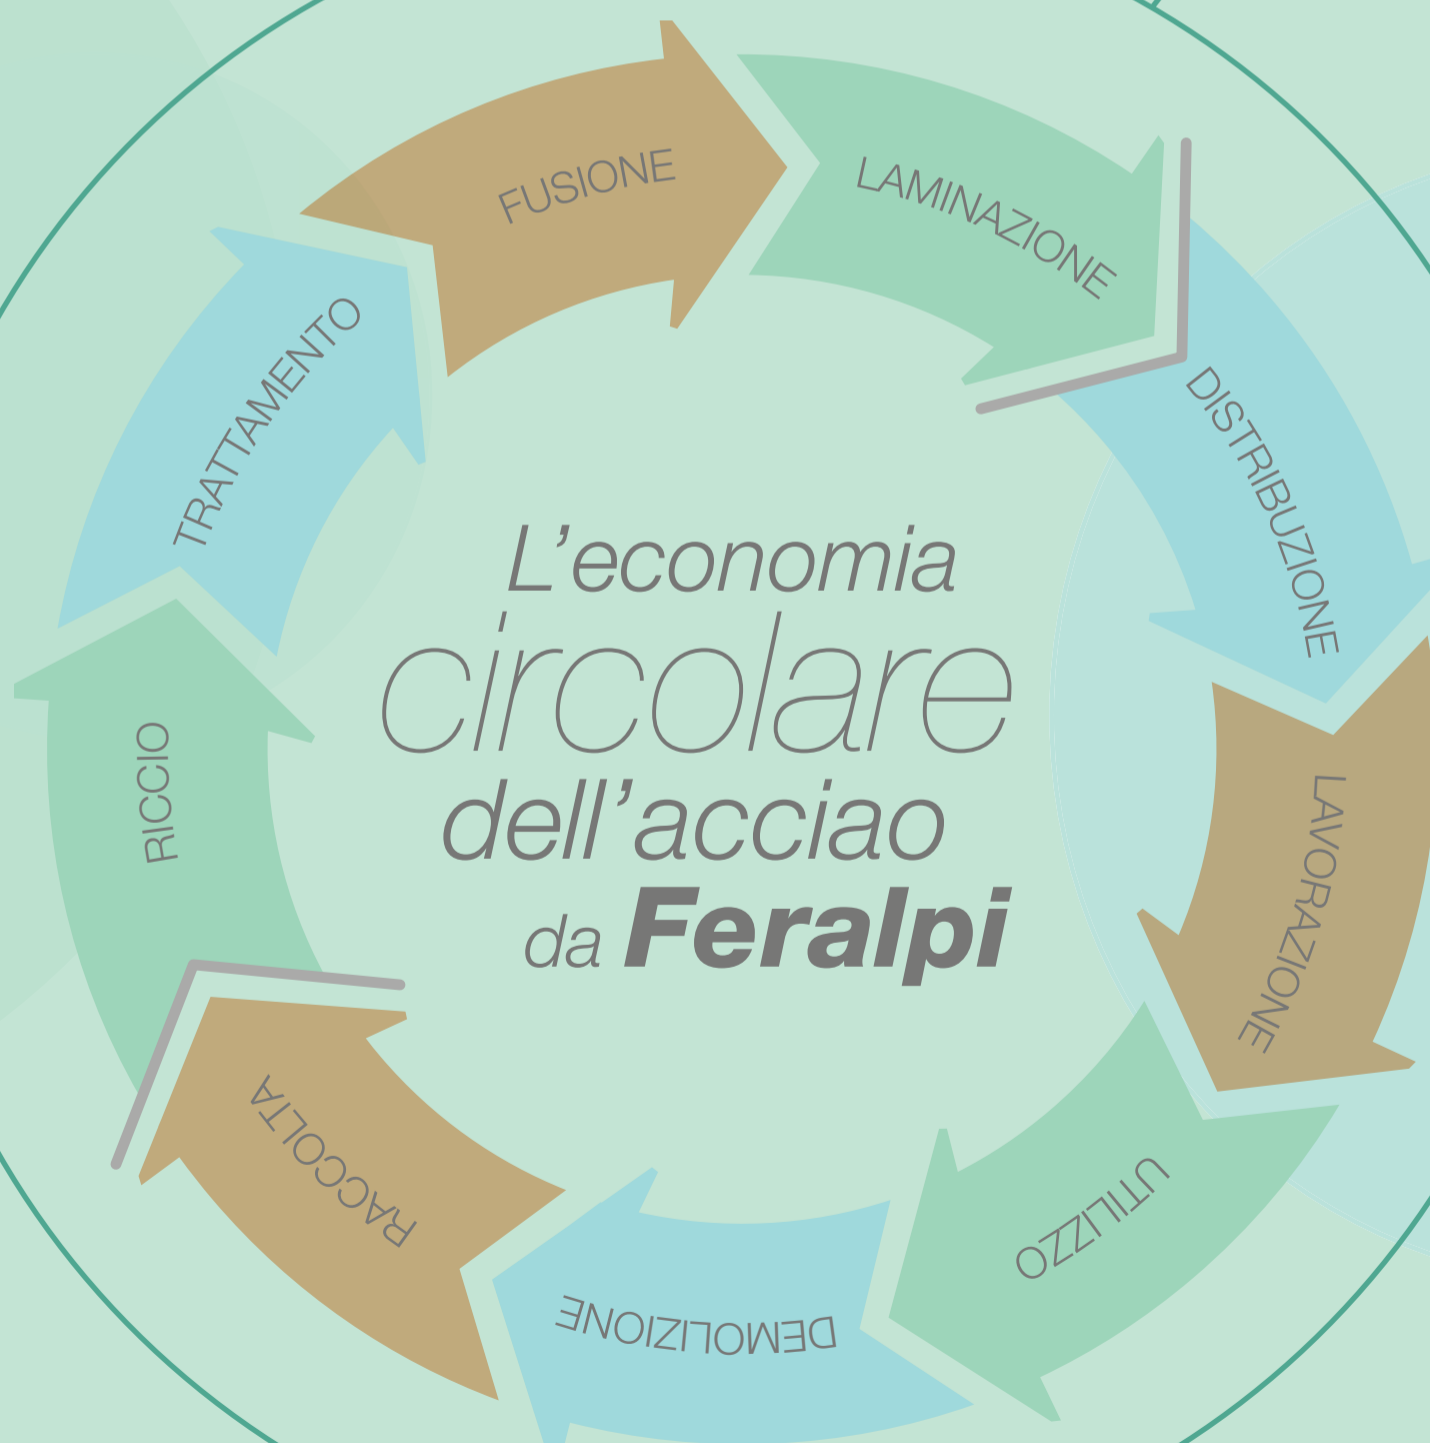 FUSIONE
LAMINAZIONE
DISTRIBUZIONE
LAVORAZIONE
UTILIZZO
DEMOLIZIONE
RACCOLTA
RICCIO
TRATTAMENTO
L’economia
circolare
dell’acciao
da Feralpi